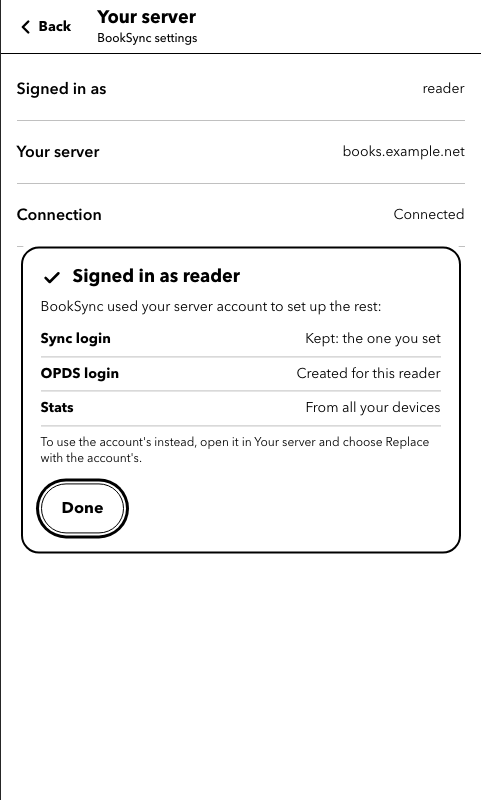 Back
Your server
BookSync settings
Signed in as reader
Your server books.example.net
Connection Connected
Signed in as reader
BookSync used your server account to set up the rest:
Sync login Kept: the one you set
OPDS login Created for this reader
Stats From all your devices
To use the account's instead, open it in Your server and choose Replace
with the account's.
Done